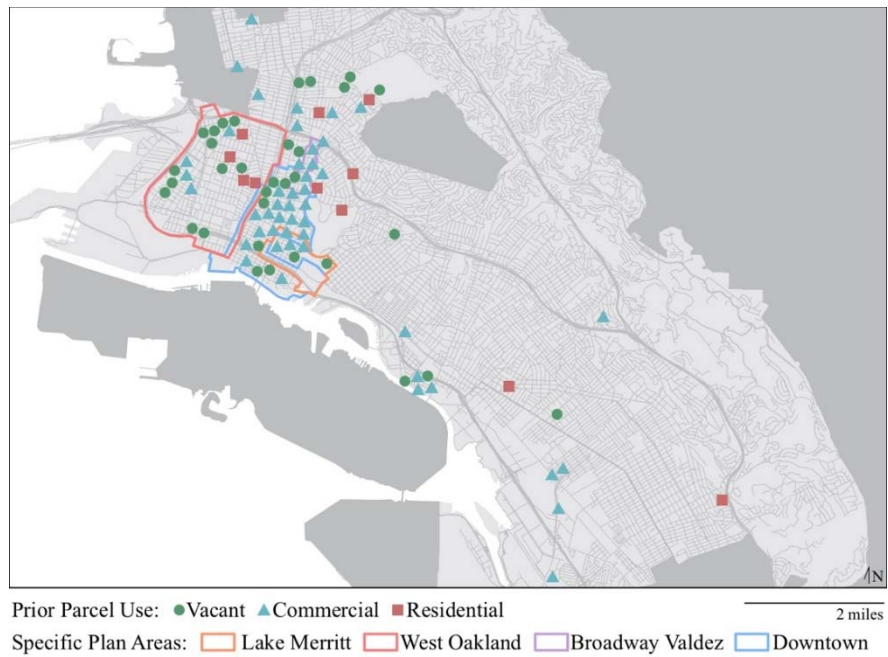 N
2 miles
Prior Parcel Use: Vacant Commercial Residential
Specific Plan Areas: Lake Merritt West Oakland Broadway Valdez Downtown